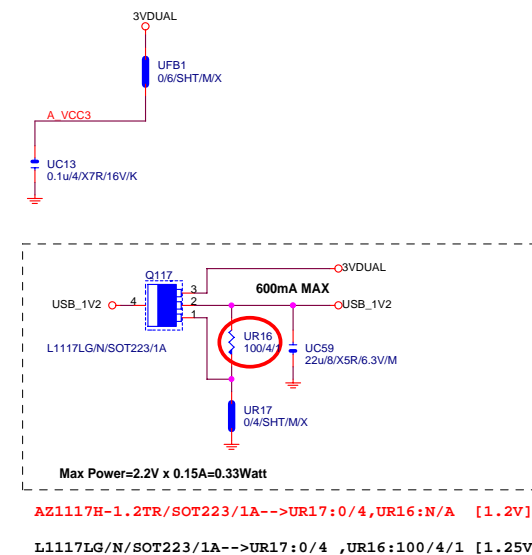 3VDUAL
UFB1
0/6/SHT/M/X
A_VCC3
UC13
0.1u/4/X7R/16V/K
Q117
3VDUAL
3
600mA MAX
USB_1V2
4
2
USB_1V2
1
UR16
100/4/1
L1117LG/N/SOT223/1A
UC59
22u/8/X5R/6.3V/M
UR17
0/4/SHT/M/X
Max Power=2.2V x 0.15A=0.33Watt
AZ1117H-1.2TR/SOT223/1A-->UR17:0/4,UR16:N/A [1.2V]
L1117LG/N/SOT223/1A-->UR17:0/4 ,UR16:100/4/1 [1.25V